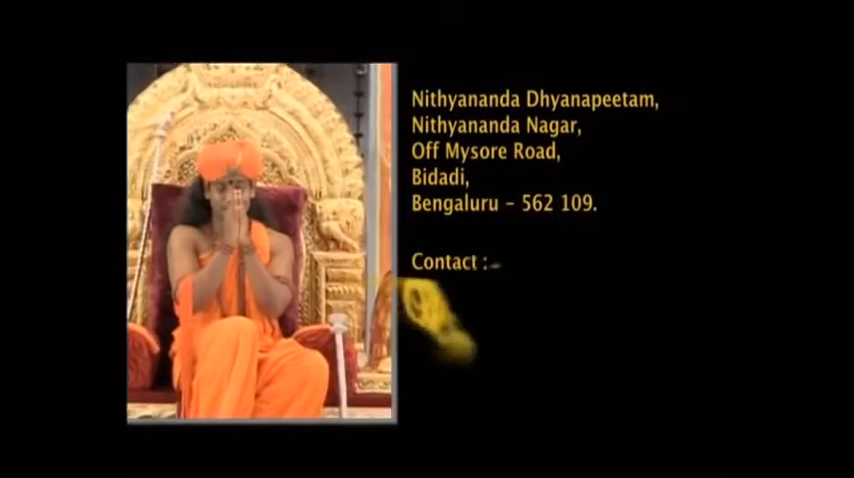 Nithyananda Dhyanapeetam,
Nithyananda Nagar,
Off Mysore Road,
Bidadi,
Bengaluru - 562 109.
Contact :